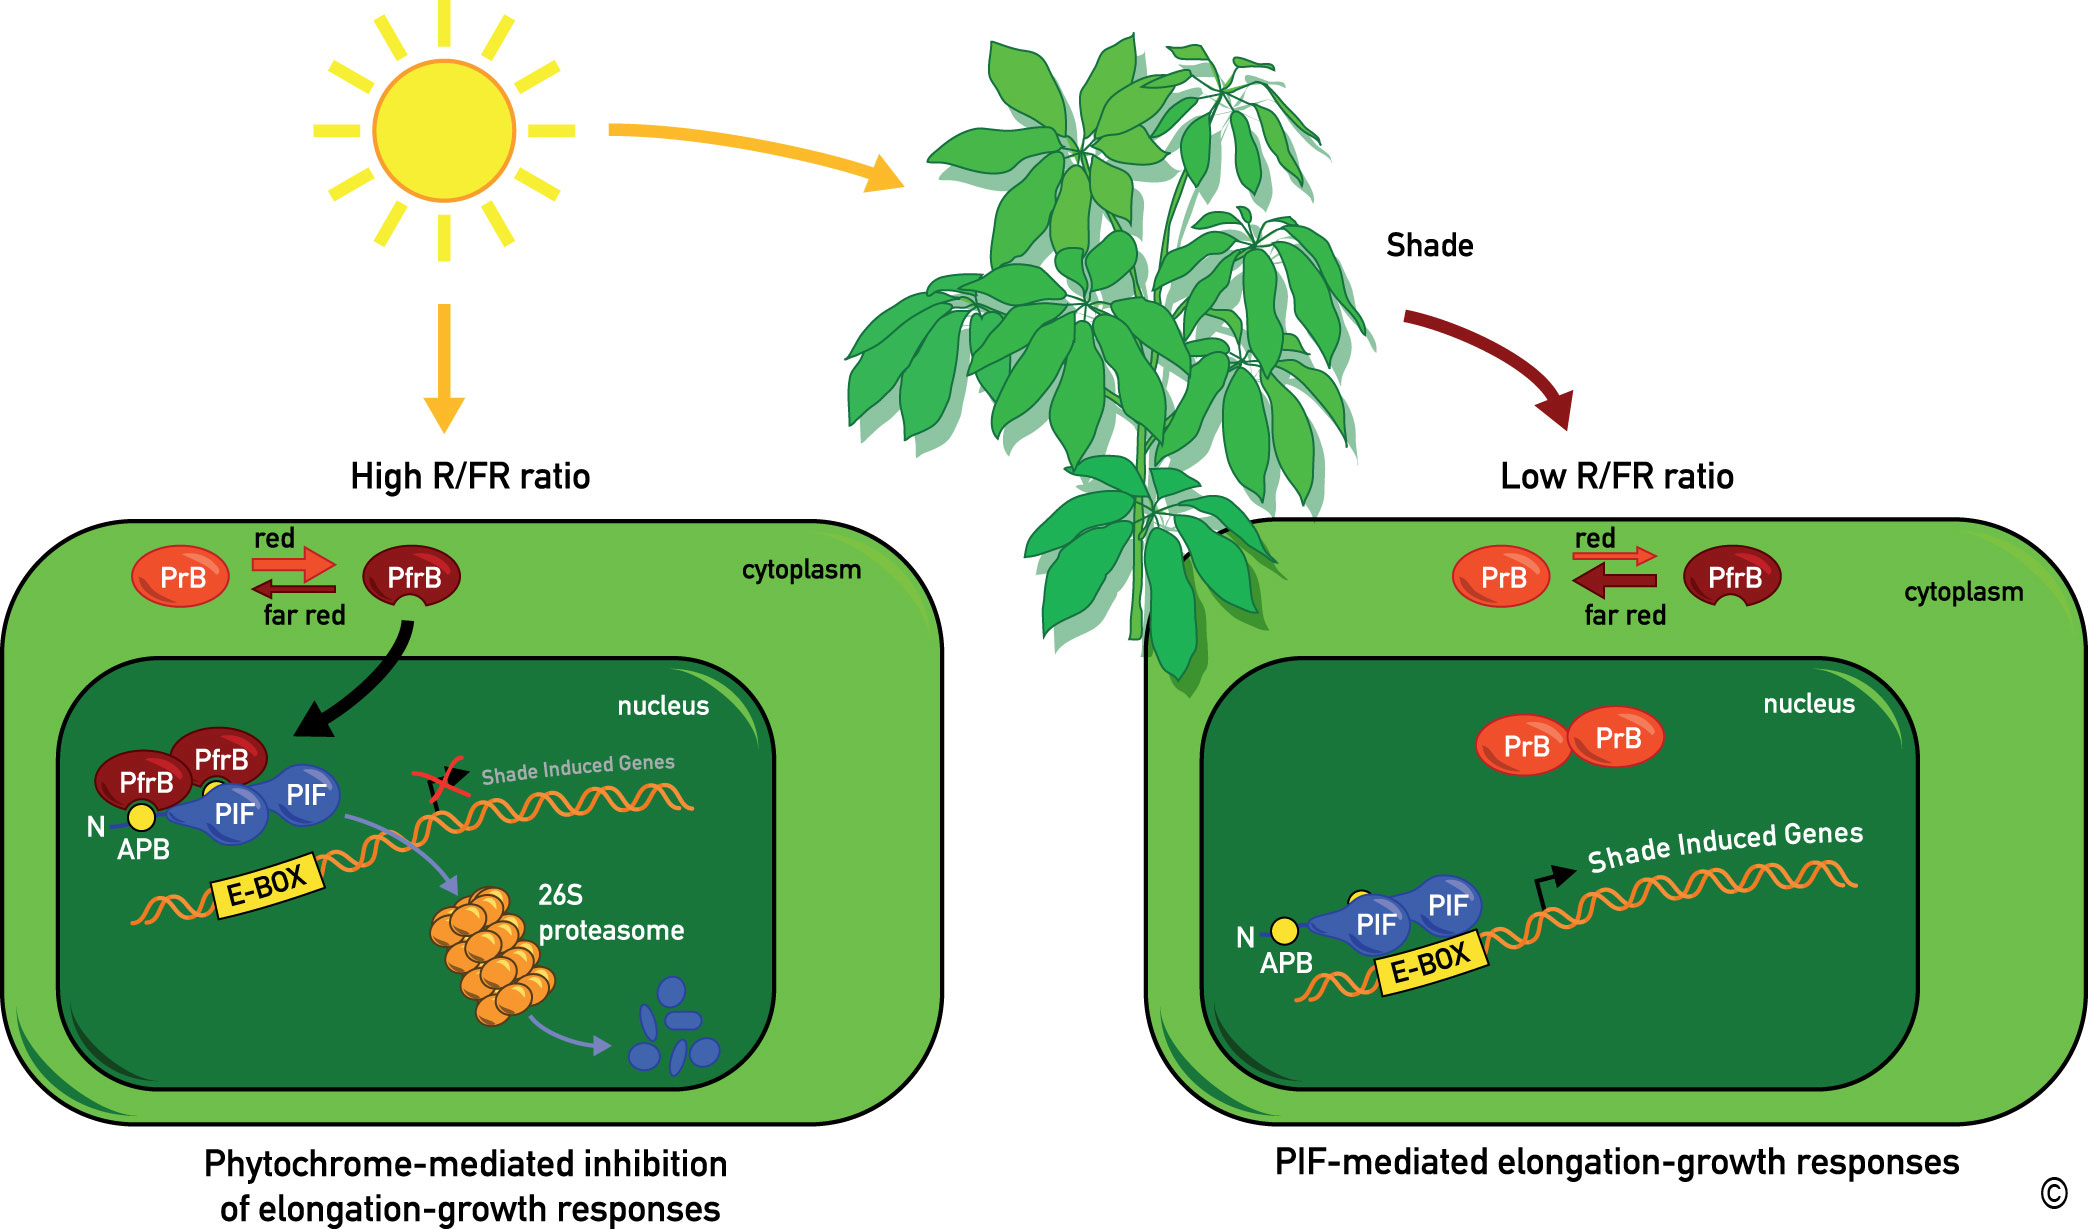 Shade
High R/FR ratio
PrB
red
far red
PfrB
cytoplasm
nucleus
PfrB
PfrB
PIF
PIF
N
APB
E-BOX
Shade Induced Genes
26S
proteasome
Phytochrome-mediated inhibition
of elongation-growth responses
Low R/FR ratio
PrB
red
far red
PfrB
cytoplasm
nucleus
PrB
PrB
Shade Induced Genes
PIF
PIF
N
APB
E-BOX
PIF-mediated elongation-growth responses
©